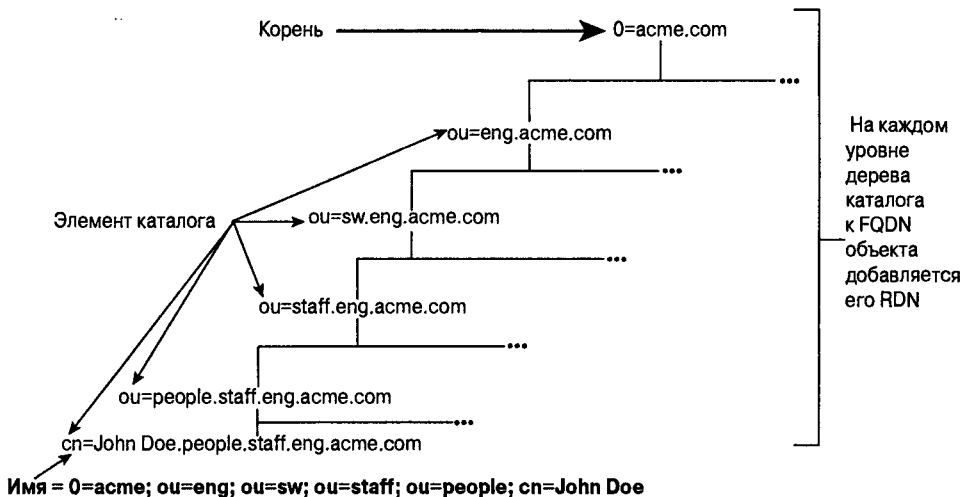 Корень 0=acme.com
...
ou=eng.acme.com
...
На каждом
уровне
дерева
каталога
к FQDN
объекта
добавляется
его RDN
Элемент каталога
ou=sw.eng.acme.com
...
ou=staff.eng.acme.com
...
ou=people.staff.eng.acme.com
...
cn=John Doe.people.staff.eng.acme.com
Имя = 0=acme; ou=eng; ou=sw; ou=staff; ou=people; cn=John Doe